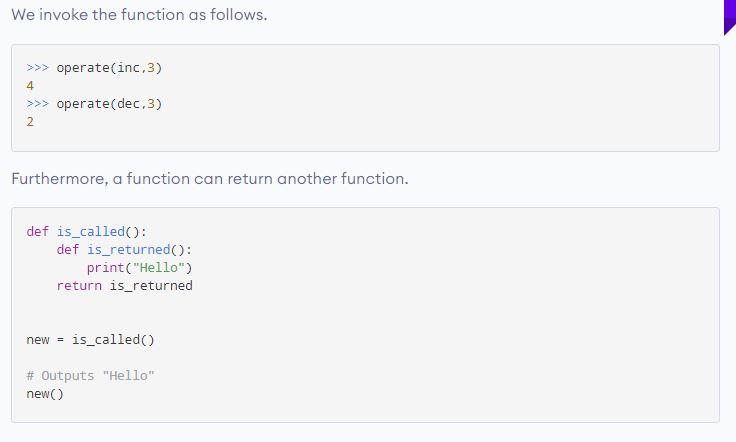 We invoke the function as follows.
>>> operate(inc,3)
4
>>> operate(dec,3)
2
Furthermore, a function can return another function.
def is_called():
    def is_returned():
        print("Hello")
    return is_returned
new = is_called()
# Outputs "Hello"
new()